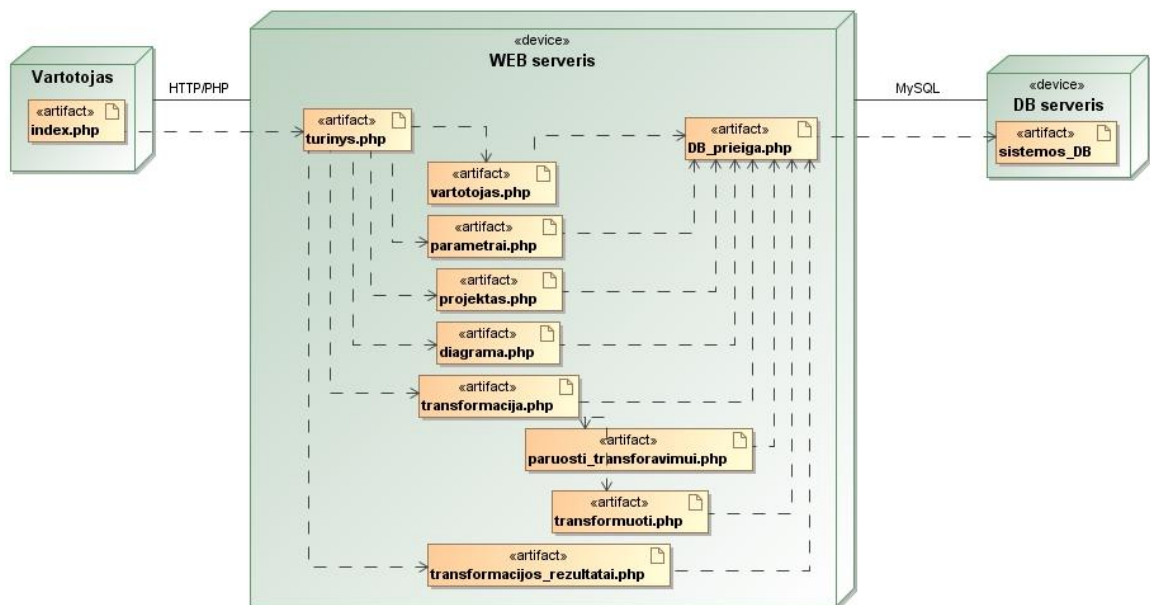 Vartotojas
«artifact»
index.php
HTTP/PHP
«device»
WEB serveris
«artifact»
turinys.php
«artifact»
DB_prieiga.php
«artifact»
vartotojas.php
«artifact»
parametrai.php
«artifact»
projektas.php
«artifact»
diagrama.php
«artifact»
transformacija.php
«artifact»
paruosti_transforavimui.php
«artifact»
transformuoti.php
«artifact»
transformacijos_rezultatai.php
MySQL
«device»
DB serveris
«artifact»
sistemos_DB